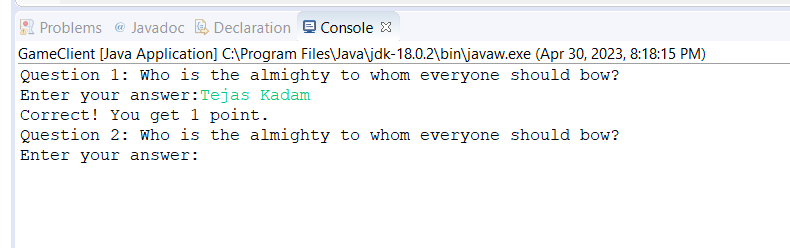 Problems @ Javadoc Declaration Console
GameClient [Java Application] C:\Program Files\Java\jdk-18.0.2\bin\javaw.exe (Apr 30, 2023, 8:18:15 PM)
Question 1: Who is the almighty to whom everyone should bow?
Enter your answer:Tejas Kadam
Correct! You get 1 point.
Question 2: Who is the almighty to whom everyone should bow?
Enter your answer: